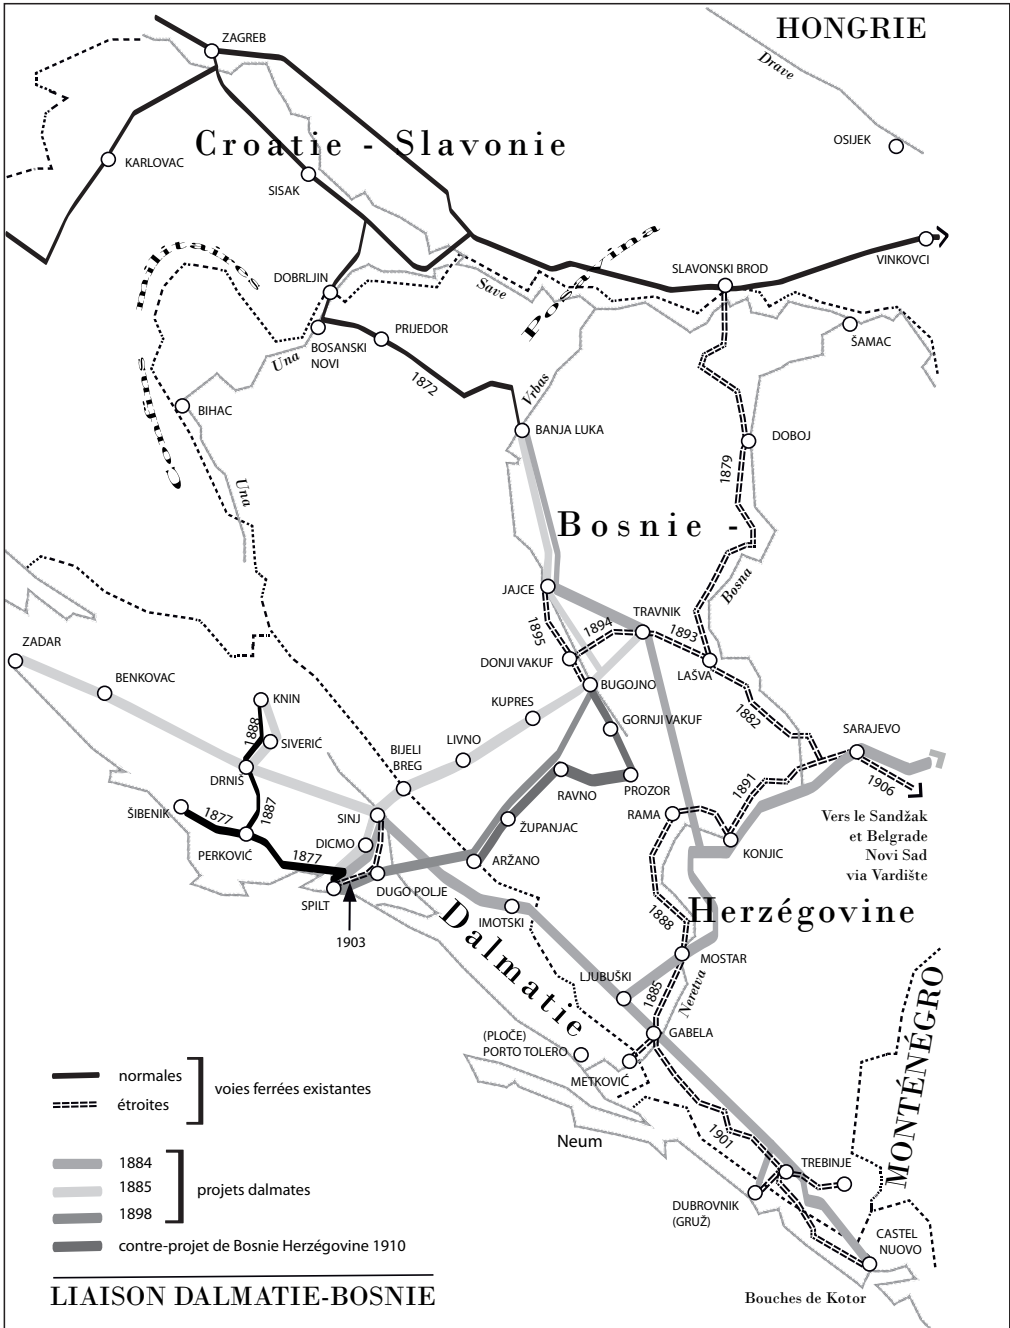 HONGRIE
ZAGREB
Drave
OSIJEK
Croatie - Slavonie
KARLOVAC
SISAK
Portais
Posavina
VINKOVCI
SLAVONSKI BROD
DOBRLJIN
Save
ŠAMAC
PRIJEDOR
BOSANSKI
NOVI
Una
1872
Vrbas
BIHAC
BANJA LUKA
DOBOJ
1879
Una
Bosnie -
JAJCE
Bosna
TRAVNIK
1895
1894
1893
ZADAR
DONJI VAKUF
LAŠVA
BENKOVAC
BUGOJNO
KNIN
KUPRES
1882
GORNJI VAKUF
1888
SIVERIĆ
SARAJEVO
BIJELI
BREG
LIVNO
DRNIŠ
RAVNO
PROZOR
1891
1906
ŠIBENIK
1877
1887
SINJ
RAMA
Vers le Sandžak
et Belgrade
Novi Sad
via Vardište
ŽUPANJAC
DICMO
PERKOVIĆ
1877
KONJIC
ARŽANO
DUGO POLJE
SPILT
1903
IMOTSKI
Dalmatie
Herzégovine
1888
MOSTAR
LJUBUŠKI
1885
Neretva
GABELA
(PLOČE)
PORTO TOLERO
METKOVIĆ
MONTÉNÉGRO
normales
étroites
voies ferrées existantes
Neum
1901
TREBINJE
1884
1885
1898
projets dalmates
DUBROVNIK
(GRUŽ)
contre-projet de Bosnie Herzégovine 1910
CASTEL
NUOVO
LIAISON DALMATIE-BOSNIE
Bouches de Kotor